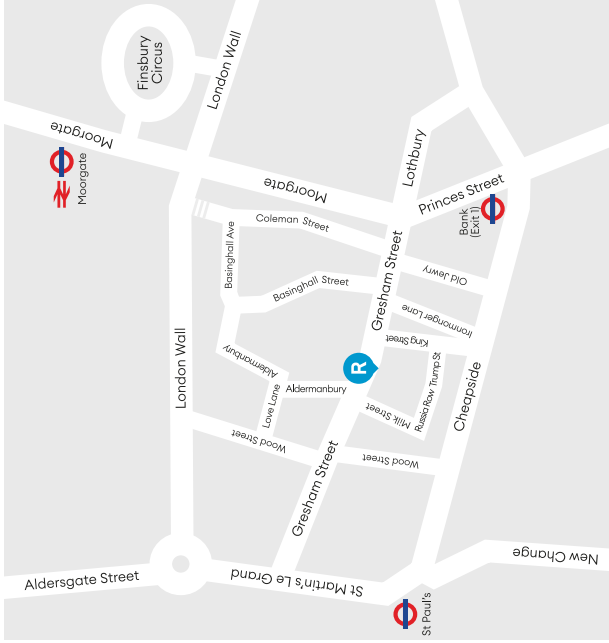 Finsbury
Circus
London Wall
Moorgate
Moorgate
Moorgate
Lothbury
Princes Street
Bank
(Exit 1)
Coleman Street
Basinghall Ave
Basinghall Street
Gresham Street
Old Jewry
Ironmonger Lane
King Street
London Wall
Aldermanbury
Love Lane
Aldermanbury
R
Milk Street
Russia Row Trump St
Cheapside
Wood Street
Wood Street
Gresham Street
Aldersgate Street
St Martin's Le Grand
New Change
St Paul's